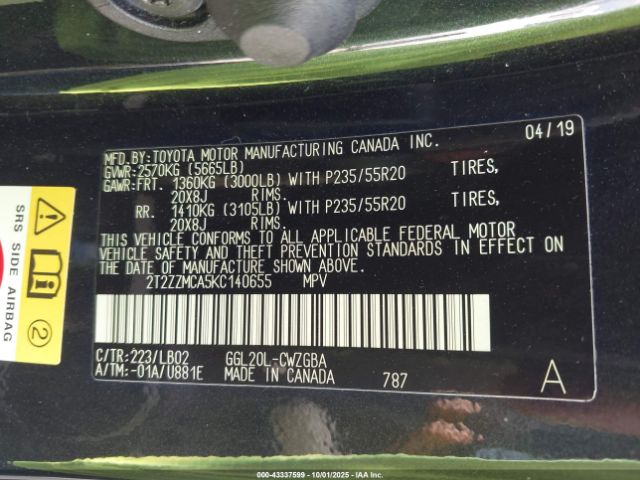 MFD.BY:TOYOTA MOTOR MANUFACTURING CANADA INC. 04/19
GVWR:2570KG (5665LB)
GAWR:FRT. 1360KG (3000LB) WITH P235/55R20 TIRES,
20X8J RIMS.
RR. 1410KG (3105LB) WITH P235/55R20 TIRES,
20X8J RIMS.
THIS VEHICLE CONFORMS TO ALL APPLICABLE FEDERAL MOTOR
VEHICLE SAFETY AND THEFT PREVENTION STANDARDS IN EFFECT ON
THE DATE OF MANUFACTURE SHOWN ABOVE.
2T2ZZMCA5KC140655 MPV
C/TR:223/LB02 GGL20L-CWZGBA
A/TM:-01A/U881E MADE IN CANADA 787 A
SRS SIDE AIRBAG
2
00-43337599 | 10/01/2025 | IAA Inc.